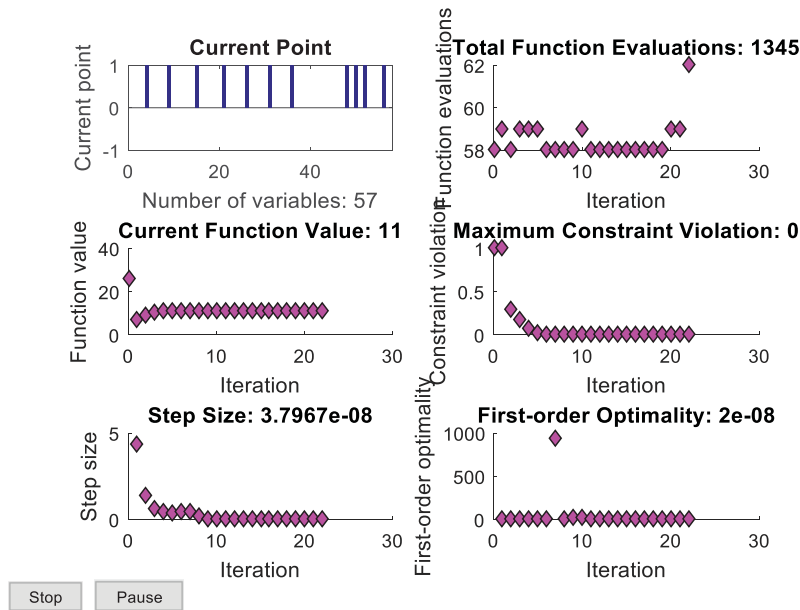 Current Point
Current point
1
0
-1
0
20
40
Number of variables: 57
Total Function Evaluations: 1345
Function evaluations
62
60
58
0
10
20
30
Iteration
Current Function Value: 11
Function value
40
20
0
0
10
20
30
Iteration
Maximum Constraint Violation: 0
Constraint violation
1
0.5
0
0
10
20
30
Iteration
Step Size: 3.7967e-08
Step size
5
0
0
10
20
30
Iteration
First-order Optimality: 2e-08
First-order optimality
1000
500
0
0
10
20
30
Iteration
Stop
Pause